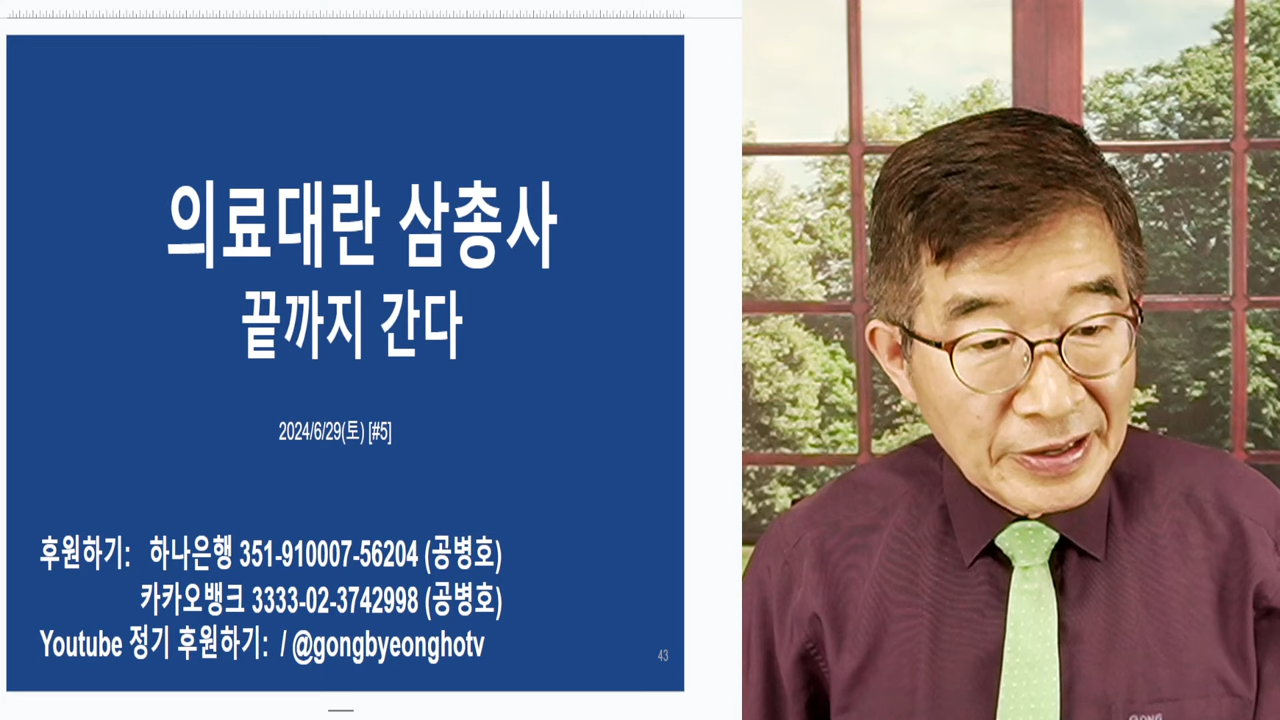 의료대란 삼총사
끝까지 간다
2024/6/29(토) [#5]
후원하기: 하나은행 351-910007-56204 (공병호)
카카오뱅크 3333-02-3742998 (공병호)
Youtube 정기 후원하기: / @gongbyeonghotv
43